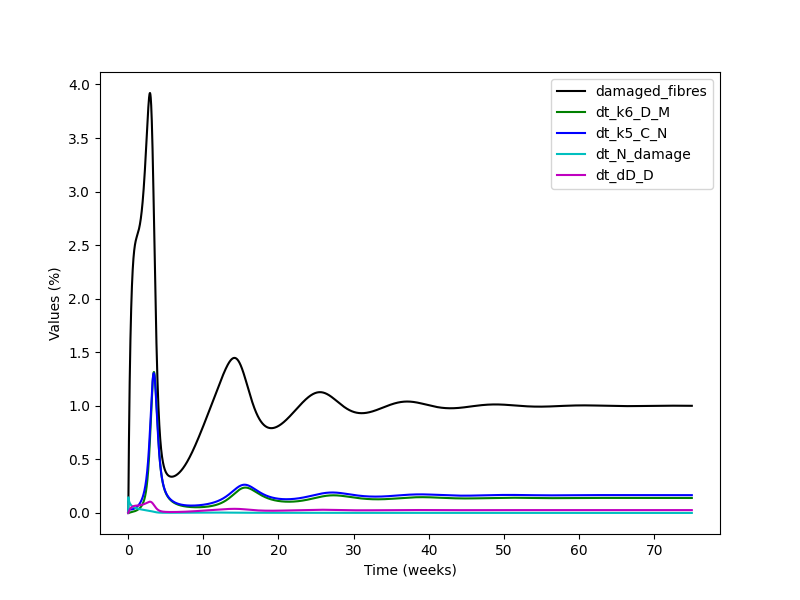 4.0
3.5
3.0
2.5
2.0
1.5
1.0
0.5
0.0
Values (%)
damaged_fibres
dt_k6_D_M
dt_k5_C_N
dt_N_damage
dt_dD_D
0 10 20 30 40 50 60 70
Time (weeks)